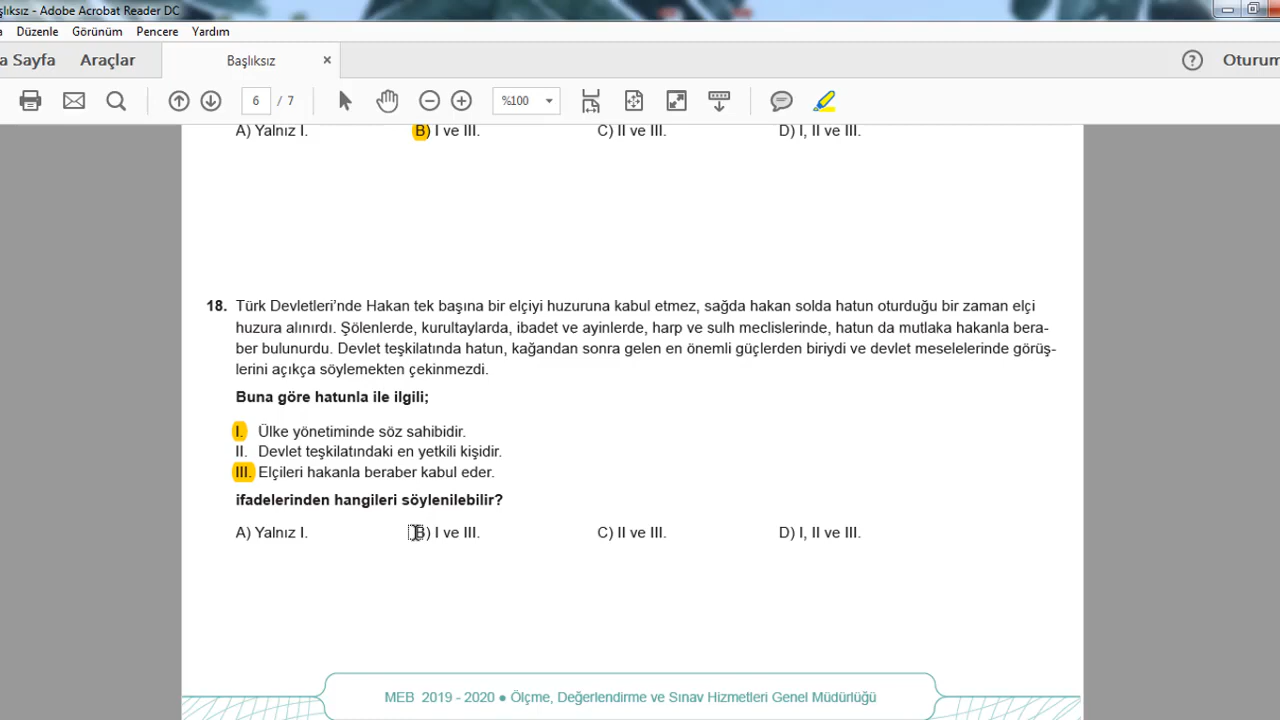 şlıksız - Adobe Acrobat Reader DC
Düzenle Görünüm Pencere Yardım
a Sayfa Araçlar Başlıksız × ? Oturum
6 / 7 %100
A) Yalnız I. B) I ve III. C) II ve III. D) I, II ve III.
18. Türk Devletleri’nde Hakan tek başına bir elçiyi huzuruna kabul etmez, sağda hakan solda hatun oturduğu bir zaman elçi
huzura alınırdı. Şölenlerde, kurultaylarda, ibadet ve ayinlerde, harp ve sulh meclislerinde, hatun da mutlaka hakanla bera-
ber bulunurdu. Devlet teşkilatında hatun, kağandan sonra gelen en önemli güçlerden biriydi ve devlet meselelerinde görüş-
lerini açıkça söylemekten çekinmezdi.
Buna göre hatunla ile ilgili;
I. Ülke yönetiminde söz sahibidir.
II. Devlet teşkilatındaki en yetkili kişidir.
III. Elçileri hakanla beraber kabul eder.
ifadelerinden hangileri söylenilebilir?
A) Yalnız I. B) I ve III. C) II ve III. D) I, II ve III.
MEB 2019 - 2020 ● Ölçme, Değerlendirme ve Sınav Hizmetleri Genel Müdürlüğü